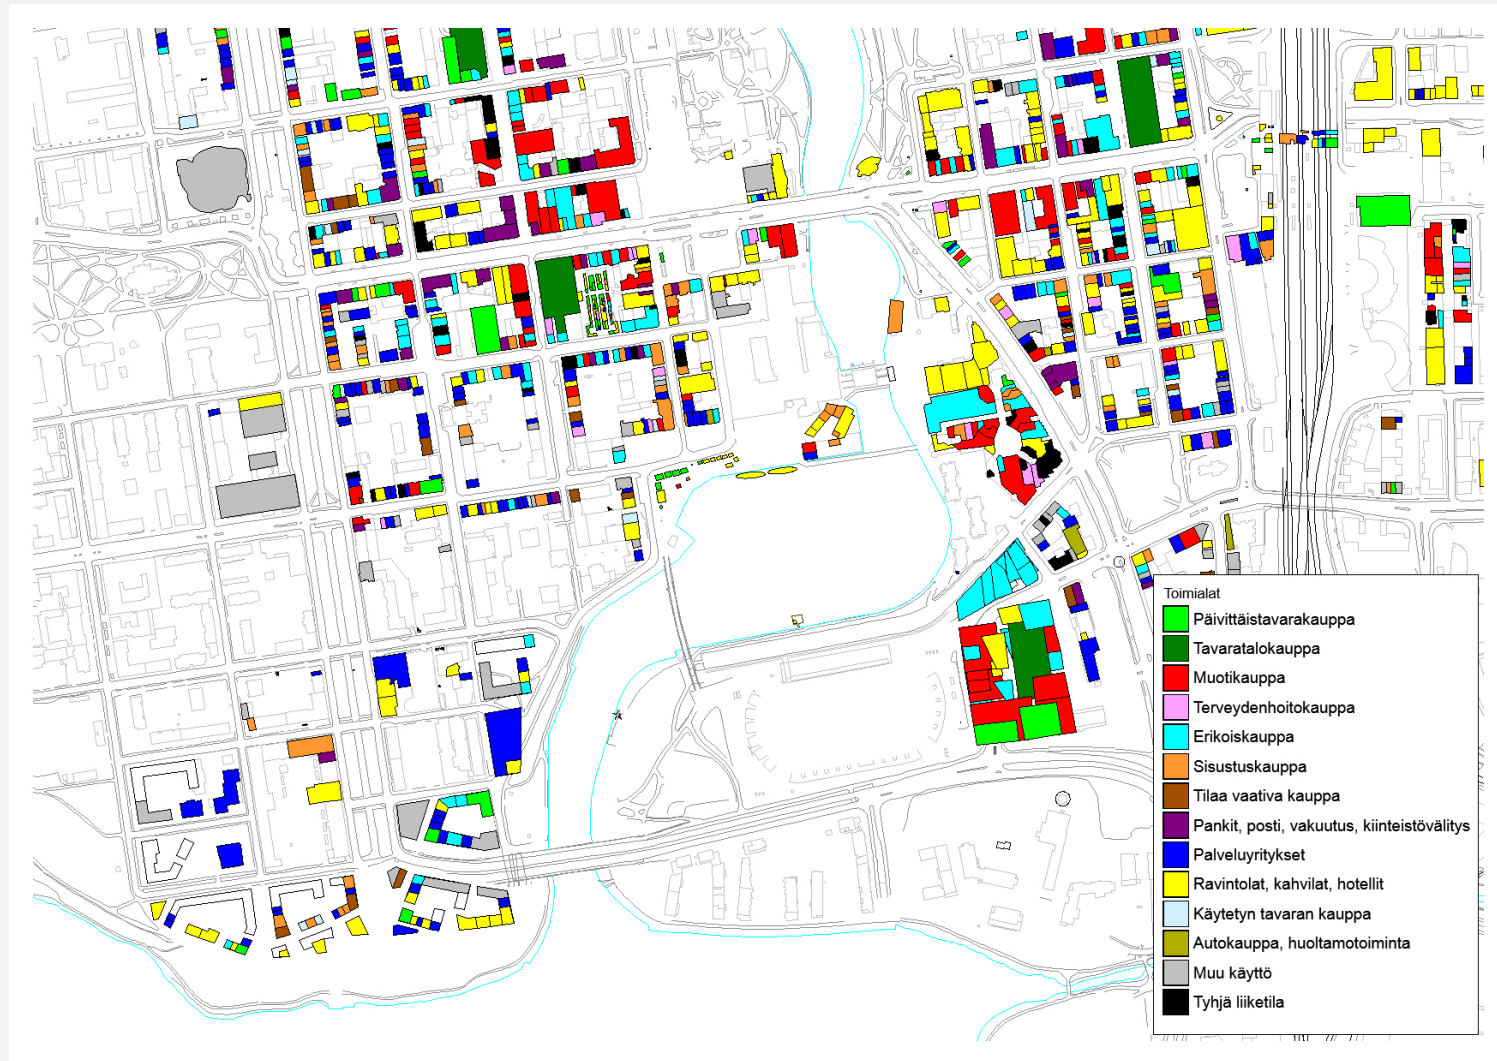 Toimialat
Päivittäistavarakauppa
Tavaratalokauppa
Muotikauppa
Terveydenhoitokauppa
Erikoiskauppa
Sisustuskauppa
Tilaa vaativa kauppa
Pankit, posti, vakuutus, kiinteistövälitys
Palveluyritykset
Ravintolat, kahvilat, hotellit
Käytetyn tavaran kauppa
Autokauppa, huoltamotoiminta
Muu käyttö
Tyhjä liiketila